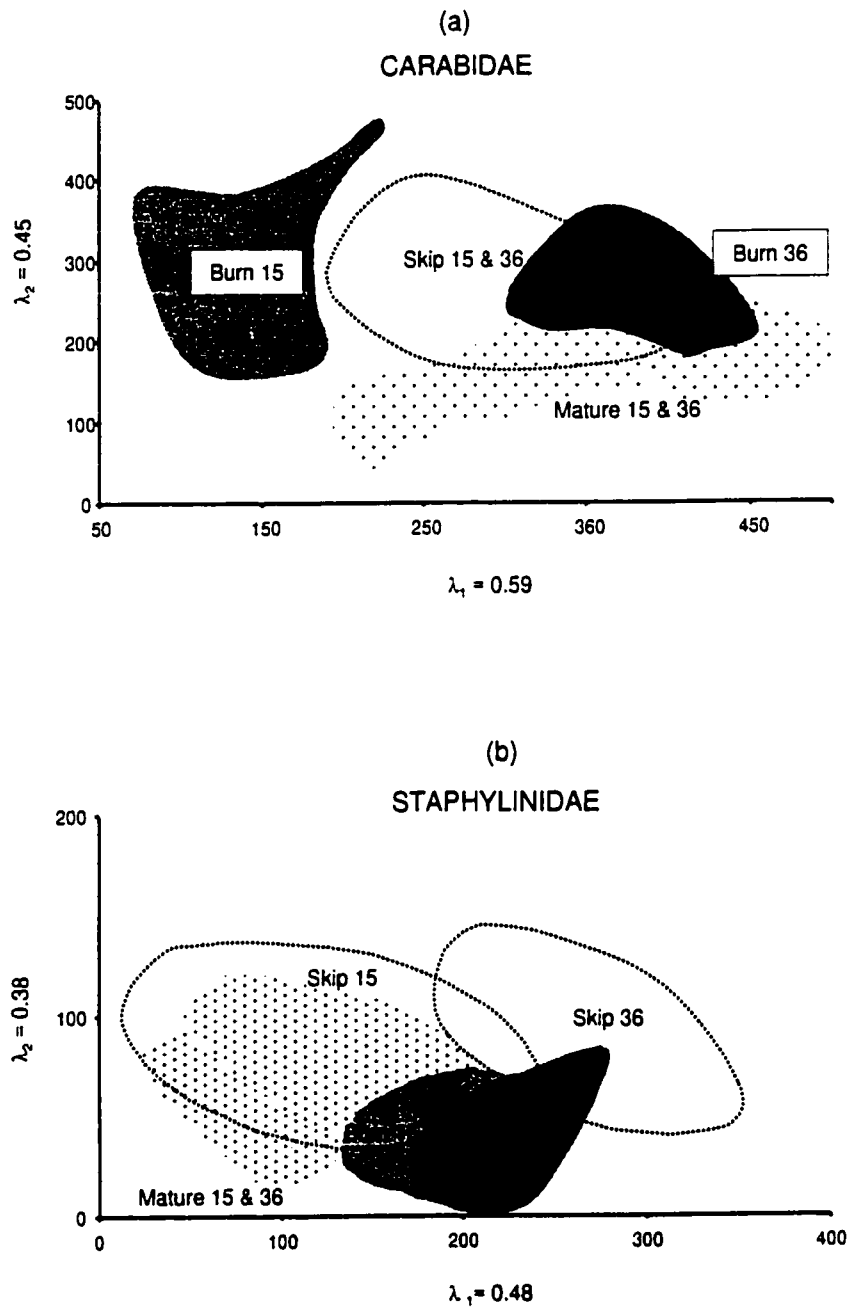 (a)
CARABIDAE
500
400
300
200
100
0
λ₂ = 0.45
Burn 15
Skip 15 & 36
Burn 36
Mature 15 & 36
50 150 250 360 450
λ₁ = 0.59
(b)
STAPHYLINIDAE
200
100
0
λ₂ = 0.38
Skip 15
Skip 36
Mature 15 & 36
0 100 200 300 400
λ₁= 0.48